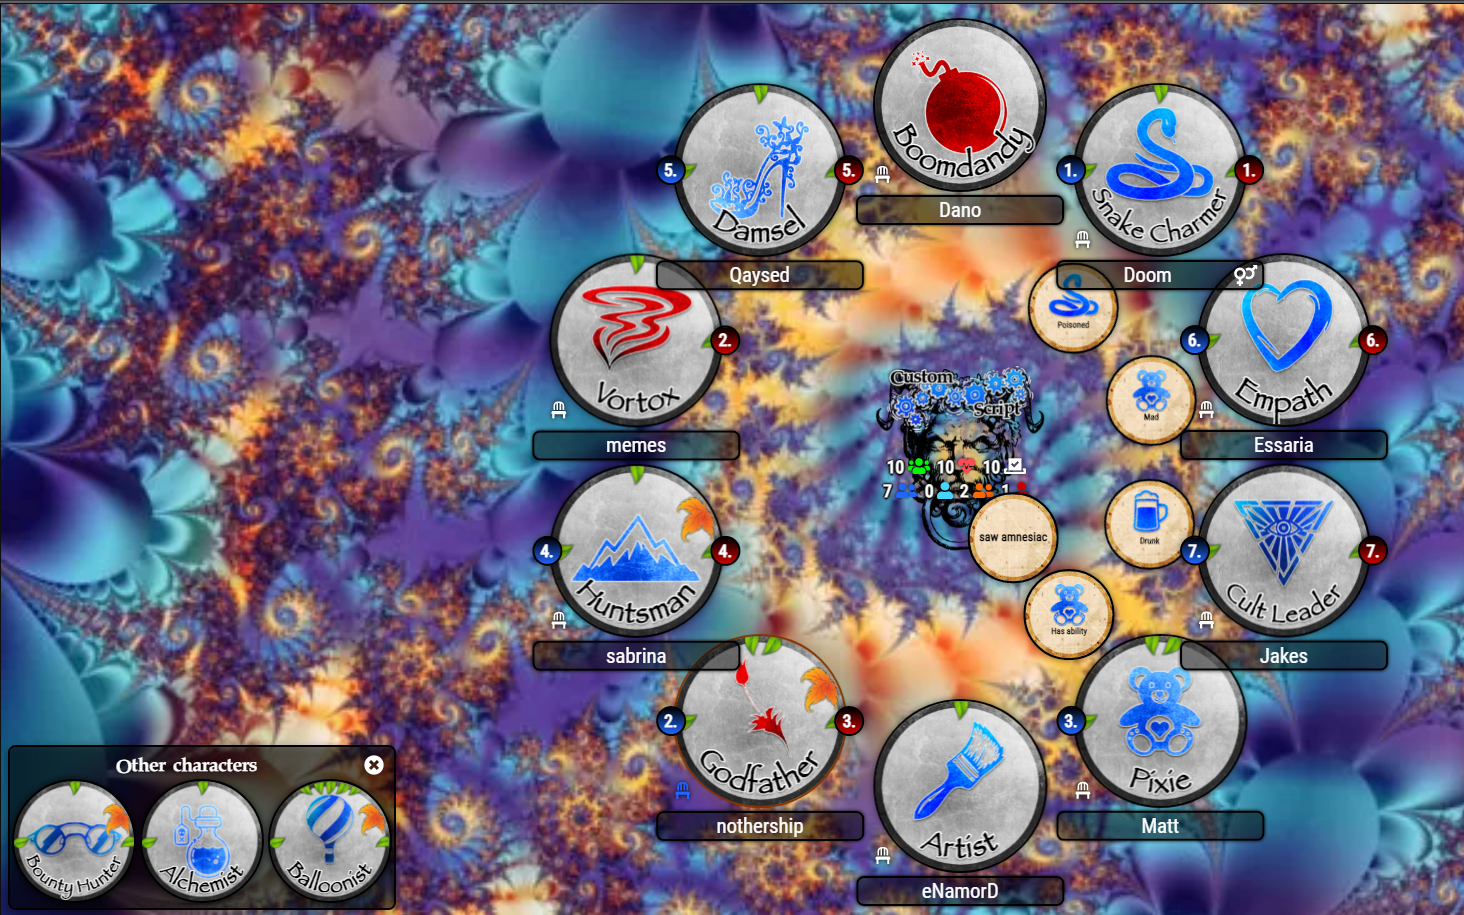 Boomdandy
Dano
5.
Damsel
5.
Qaysed
1.
Snake Charmer
1.
Doom
Poisoned
Vortox
2.
memes
6.
Empath
6.
Essaria
Mad
Custom
Script
10
10
10
7
0
2
1
saw amnesiac
4.
Huntsman
4.
sabrina
Drunk
7.
Cult Leader
7.
Jakes
Has ability
2.
Godfather
3.
nothership
3.
Pixie
Matt
Artist
eNamorD
Other characters
Bounty Hunter
Alchemist
Balloonist